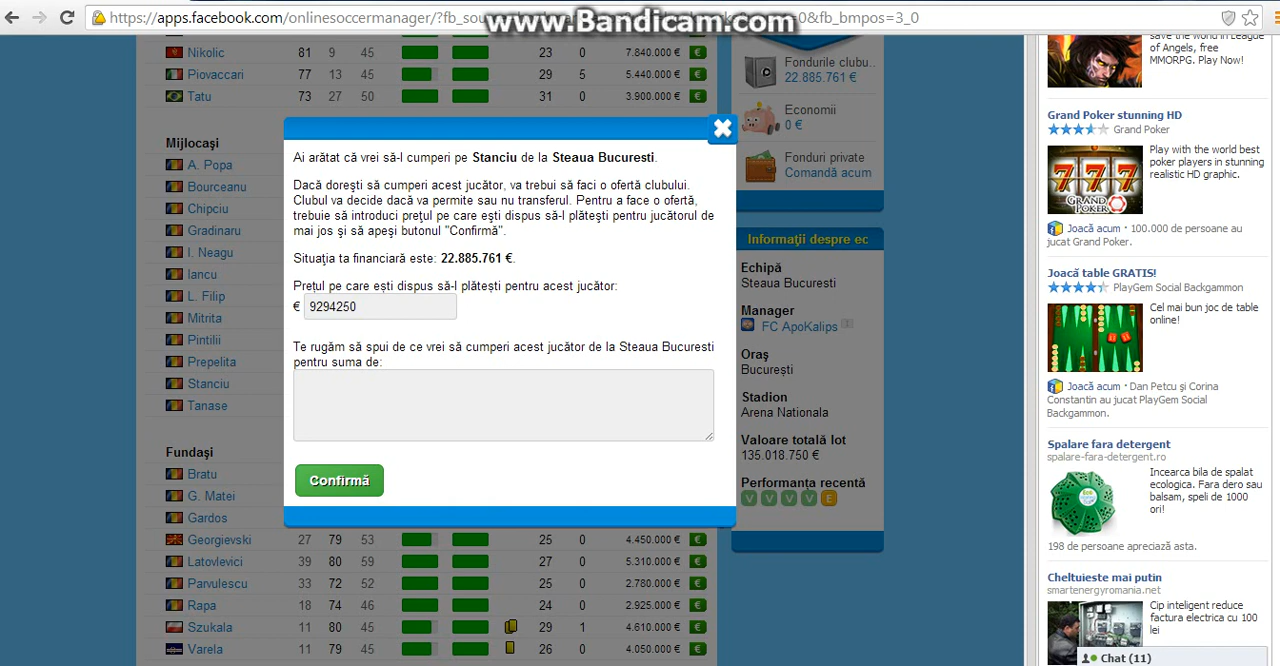 https://apps.facebook.com/onlinesoccermanager/?fb_sou
www.Bandicam.com
=0&fb_bmpos=3_0
Nikolic 81 9 45 23 0 7.840.000 € €
Piovaccari 77 13 45 29 5 5.440.000 € €
Tatu 73 27 50 31 0 3.900.000 € €
Mijlocaşi
A. Popa
Bourceanu
Chipciu
Gradinaru
I. Neagu
Iancu
L. Filip
Mitrita
Pintilii
Prepelita
Stanciu
Tanase
Fundaşi
Bratu
G. Matei
Gardos
Georgievski 27 79 53 25 0 4.450.000 € €
Latovlevici 39 80 59 26 0 5.310.000 € €
Parvulescu 33 72 52 25 0 2.780.000 € €
Rapa 18 74 46 24 0 2.925.000 € €
Szukala 11 80 45 29 1 4.610.000 € €
Varela 11 79 45 26 0 4.050.000 € €
Ai arătat că vrei să-l cumperi pe Stanciu de la Steaua Bucuresti.
Dacă doreşti să cumperi acest jucător, va trebui să faci o ofertă clubului.
Clubul va decide dacă va permite sau nu transferul. Pentru a face o ofertă,
trebuie să introduci preţul pe care eşti dispus să-l plăteşti pentru jucătorul de
mai jos şi să apeşi butonul "Confirmă".
Situaţia ta financiară este: 22.885.761 €.
Preţul pe care eşti dispus să-l plăteşti pentru acest jucător:
€ 9294250
Te rugăm să spui de ce vrei să cumperi acest jucător de la Steaua Bucuresti
pentru suma de:
Confirmă
Fondurile clubu..
22.885.761 €
Economii
0 €
Fonduri private
Comandă acum
Informaţii despre ec
Echipă
Steaua Bucuresti
Manager
FC ApoKalips 1
Oraş
Bucureşti
Stadion
Arena Nationala
Valoare totală lot
135.018.750 €
Performanţa recentă
V V V V E
save the world in League
of Angels, free
MMORPG. Play Now!
Grand Poker stunning HD
Grand Poker
Play with the world best
poker players in stunning
realistic HD graphic.
777
GRAND POKER
Joacă acum · 100.000 de persoane au
jucat Grand Poker.
Joacă table GRATIS!
PlayGem Social Backgammon
Cel mai bun joc de table
online!
Joacă acum · Dan Petcu şi Corina
Constantin au jucat PlayGem Social
Backgammon.
Spalare fara detergent
spalare-fara-detergent.ro
Incearca bila de spalat
ecologica. Fara dero sau
balsam, speli de 1000
ori!
198 de persoane apreciază asta.
Cheltuieste mai putin
smartenergyromania.net
Cip inteligent reduce
factura electrica cu 100
lei
Chat (11)